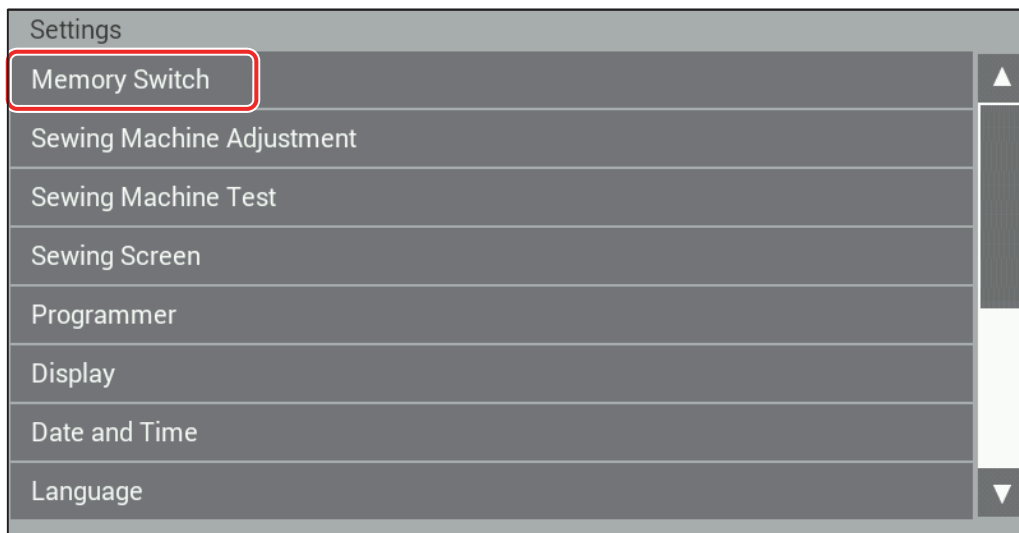 Settings
Memory Switch
Sewing Machine Adjustment
Sewing Machine Test
Sewing Screen
Programmer
Display
Date and Time
Language